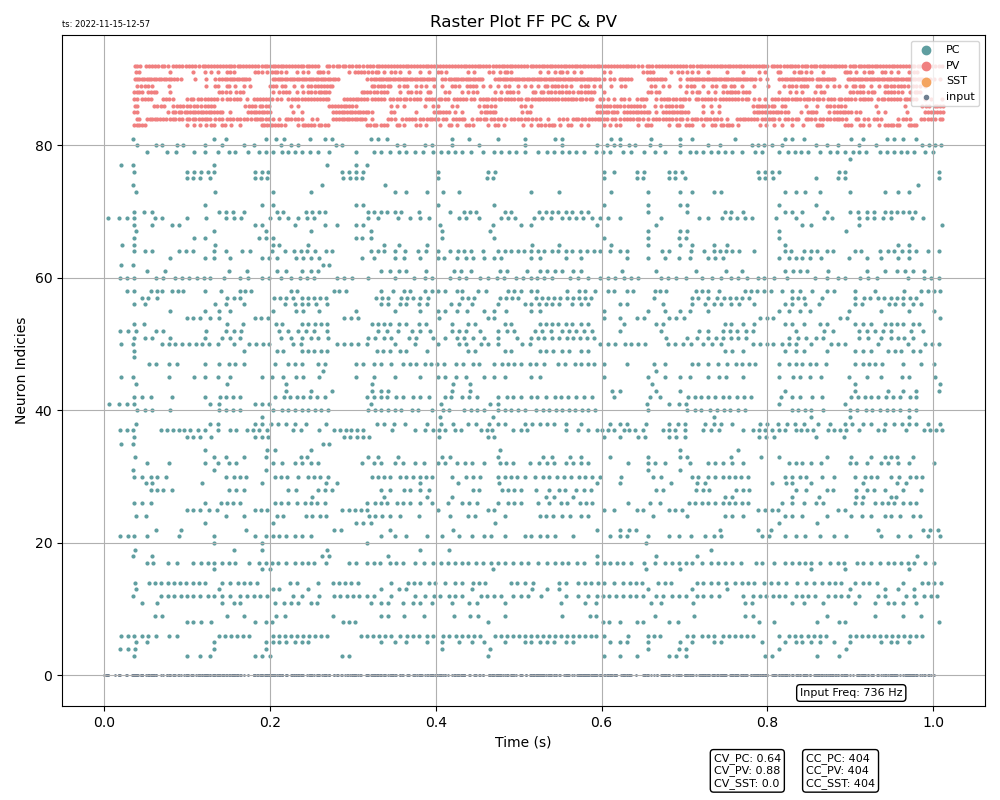 ts: 2022-11-15-12-57
Raster Plot FF PC & PV
PC
PV
SST
input
80
60
40
20
0
Neuron Indicies
0.0
0.2
0.4
0.6
0.8
1.0
Time (s)
Input Freq: 736 Hz
CV_PC: 0.64
CV_PV: 0.88
CV_SST: 0.0
CC_PC: 404
CC_PV: 404
CC_SST: 404